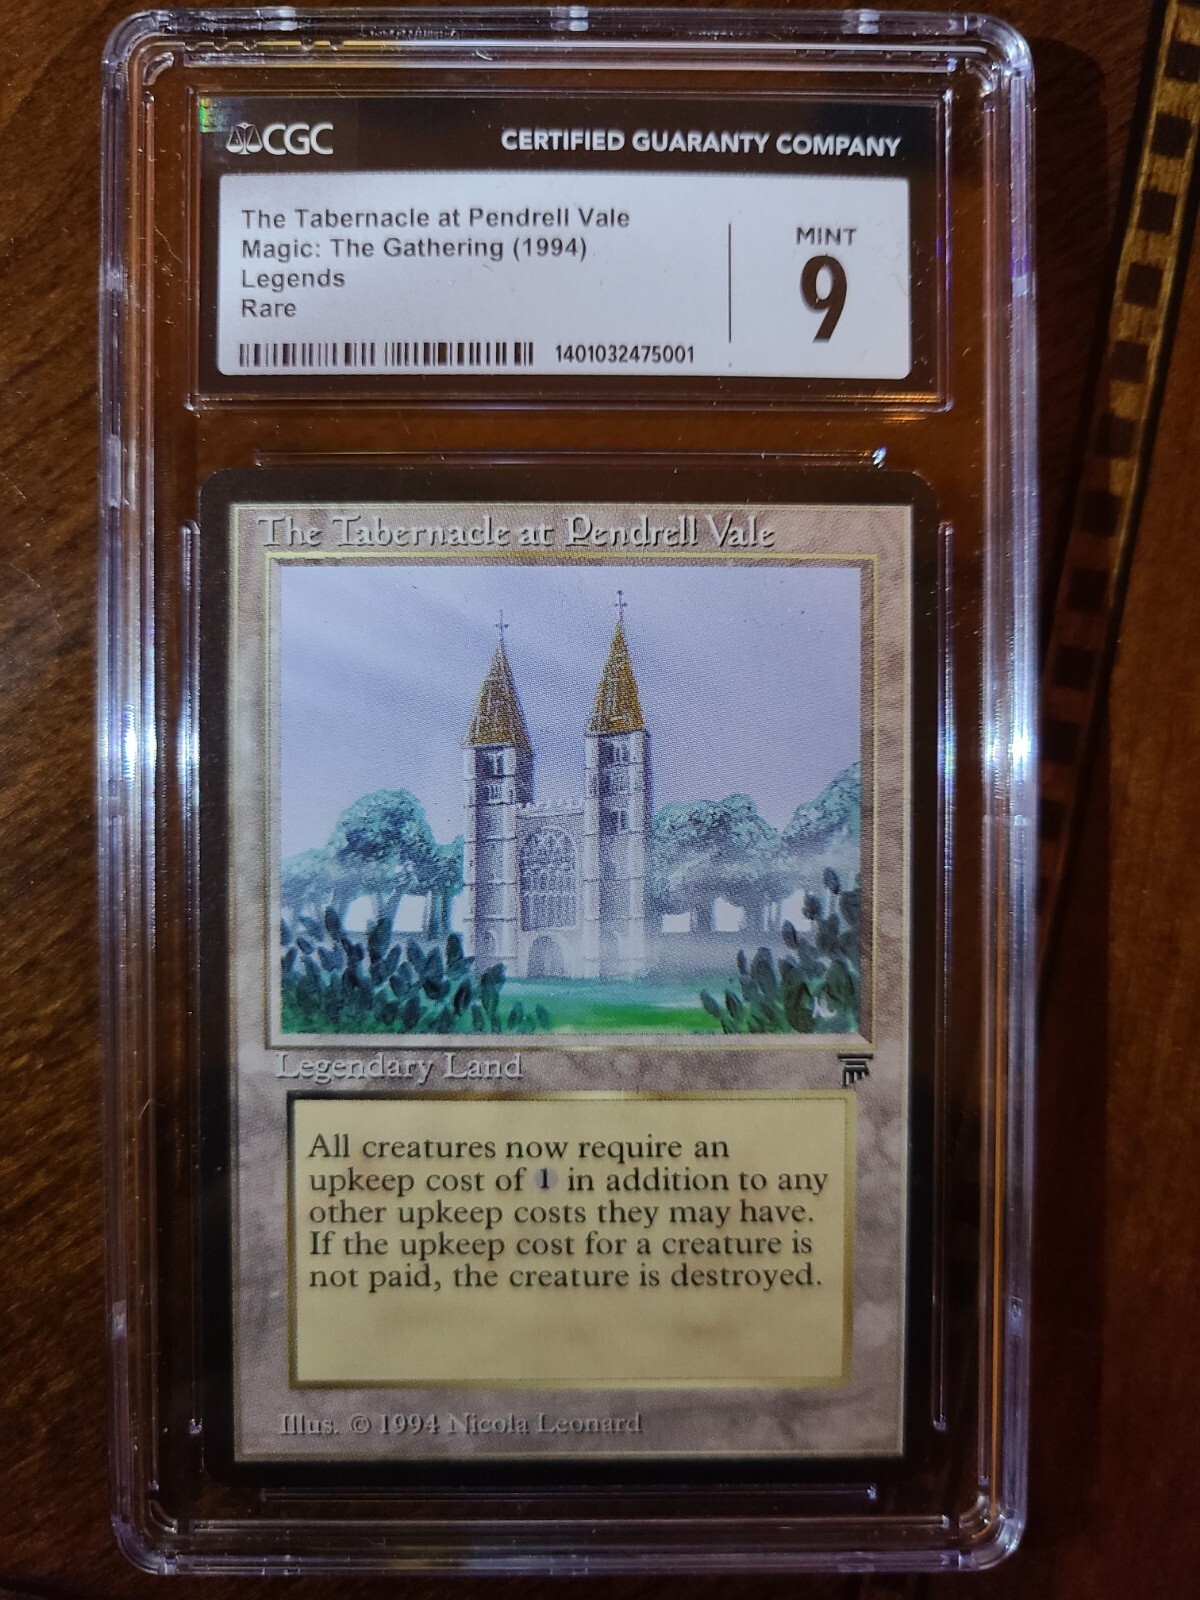 CGC
CERTIFIED GUARANTY COMPANY
The Tabernacle at Pendrell Vale
Magic: The Gathering (1994)
Legends
Rare
MINT
9
1401032475001
The Tabernacle at Pendrell Vale
NL
Legendary Land
All creatures now require an
upkeep cost of 1 in addition to any
other upkeep costs they may have.
If the upkeep cost for a creature is
not paid, the creature is destroyed.
Illus. © 1994 Nicola Leonard